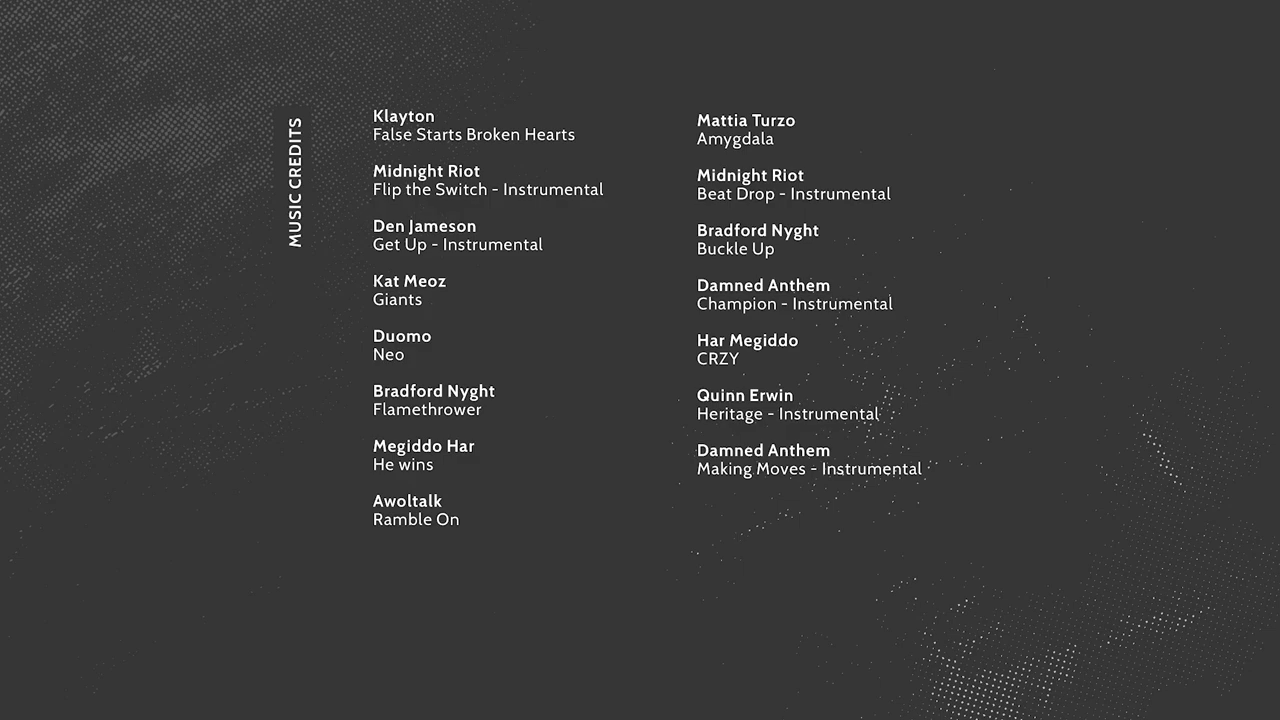 MUSIC CREDITS
Klayton
False Starts Broken Hearts
Midnight Riot
Flip the Switch - Instrumental
Den Jameson
Get Up - Instrumental
Kat Meoz
Giants
Duomo
Neo
Bradford Nyght
Flamethrower
Megiddo Har
He wins
Awoltalk
Ramble On
Mattia Turzo
Amygdala
Midnight Riot
Beat Drop - Instrumental
Bradford Nyght
Buckle Up
Damned Anthem
Champion - Instrumental
Har Megiddo
CRZY
Quinn Erwin
Heritage - Instrumental
Damned Anthem
Making Moves - Instrumental